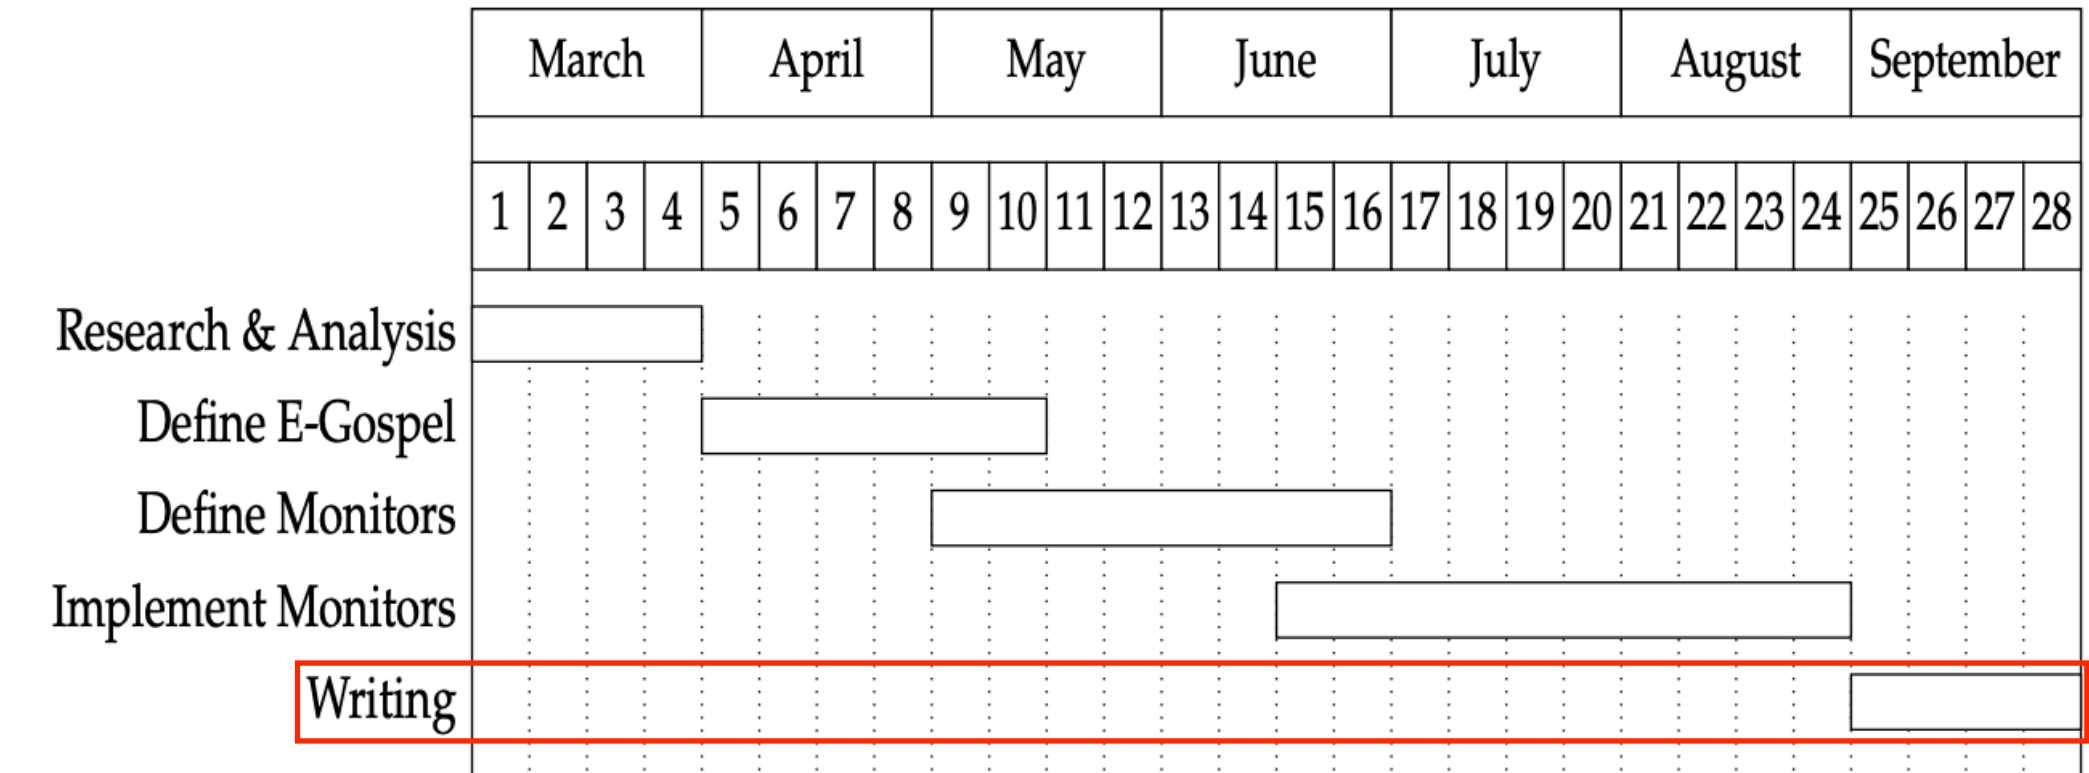 March April May June July August September
1 2 3 4 5 6 7 8 9 10 11 12 13 14 15 16 17 18 19 20 21 22 23 24 25 26 27 28
Research & Analysis
Define E-Gospel
Define Monitors
Implement Monitors
Writing